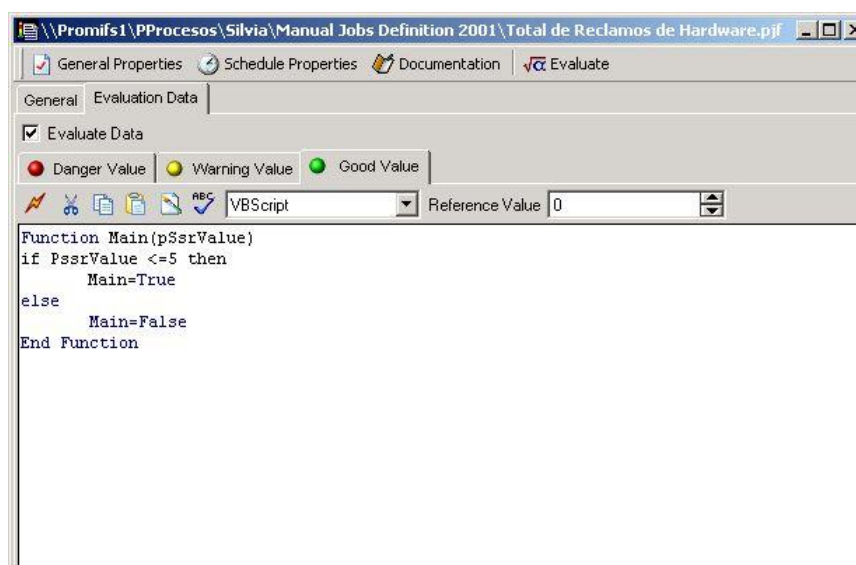 \\Promifs1\PProcesos\Silvia\Manual Jobs Definition 2001\Total de Reclamos de Hardware.pjf
General Properties Schedule Properties Documentation √α Evaluate
General Evaluation Data
Evaluate Data
Danger Value Warning Value Good Value
ABC VBScript Reference Value 0
Function Main(pSsrValue)
if PssrValue <=5 then
Main=True
else
Main=False
End Function